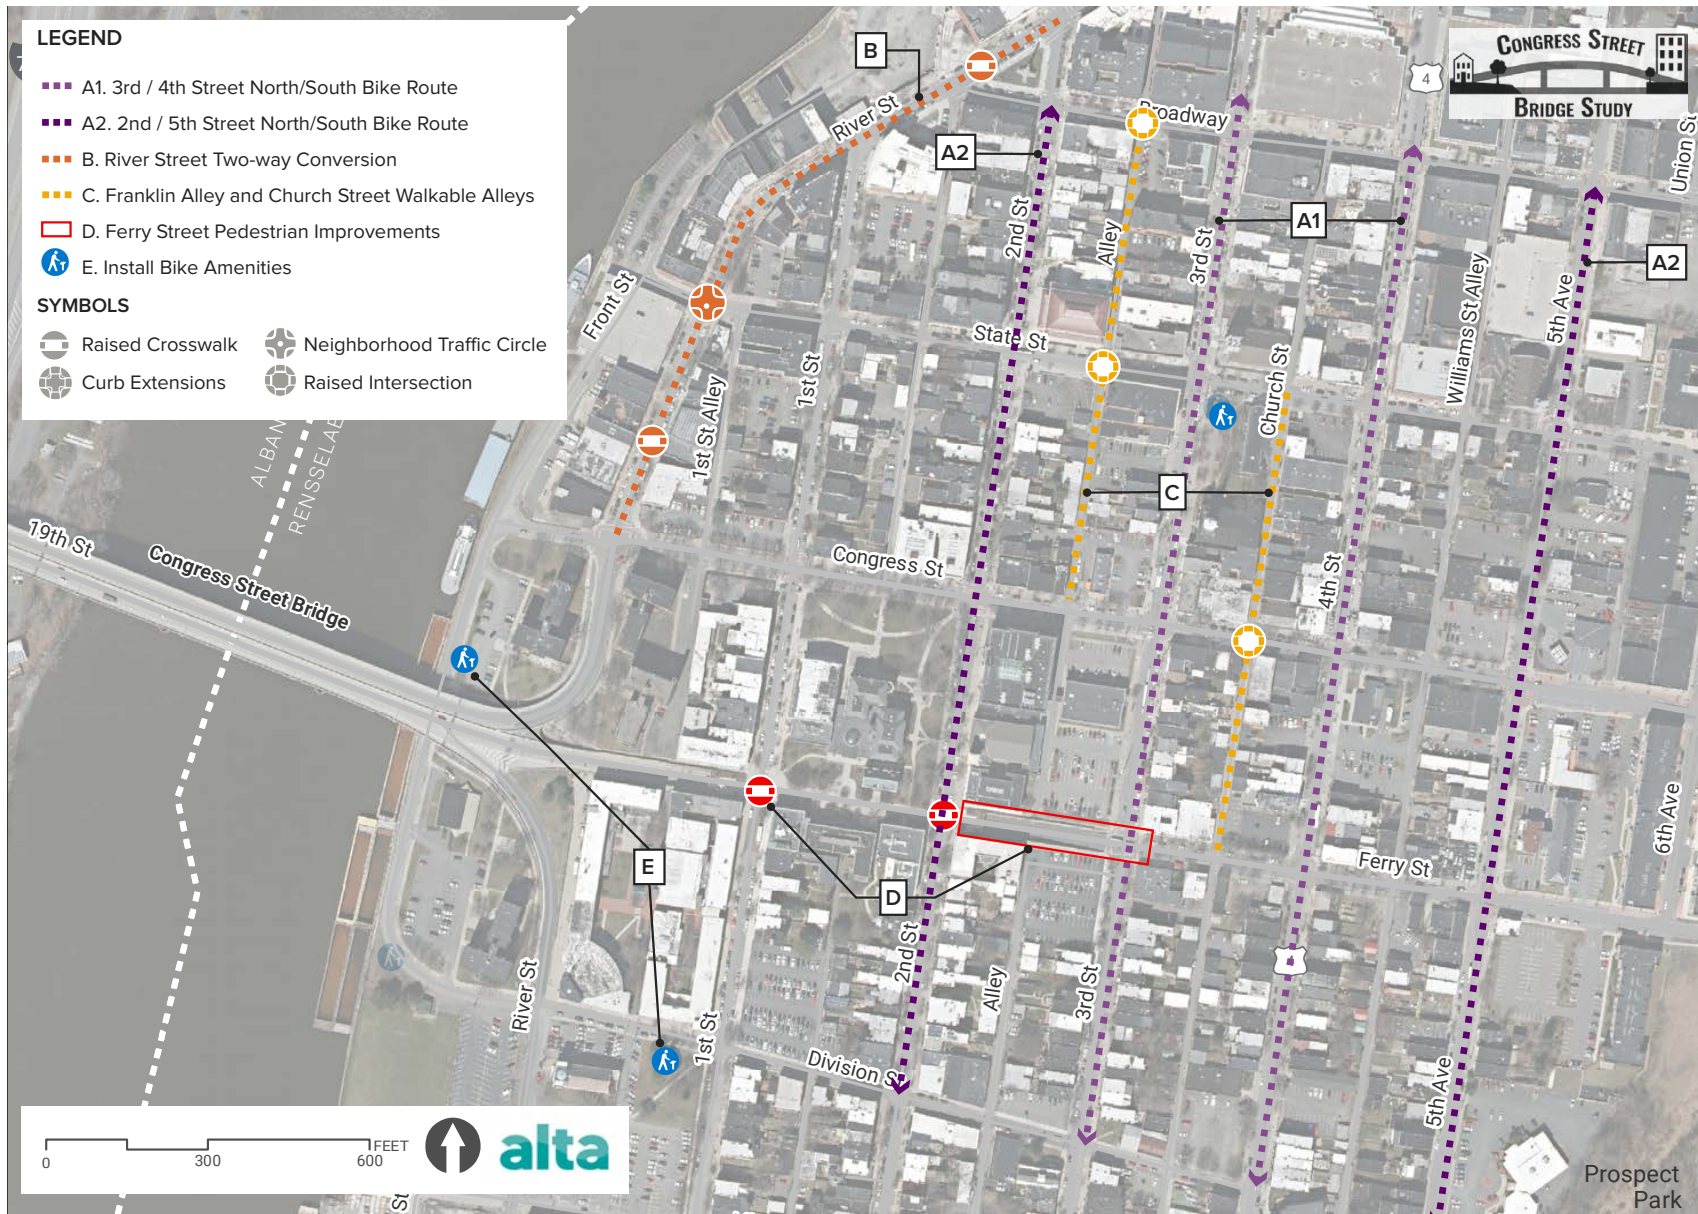 LEGEND
A1. 3rd / 4th Street North/South Bike Route
A2. 2nd / 5th Street North/South Bike Route
B. River Street Two-way Conversion
C. Franklin Alley and Church Street Walkable Alleys
D. Ferry Street Pedestrian Improvements
E. Install Bike Amenities
SYMBOLS
Raised Crosswalk
Neighborhood Traffic Circle
Curb Extensions
Raised Intersection
CONGRESS STREET
BRIDGE STUDY
4
B
River St
Broadway
Union St
A2
2nd St
Alley
3rd St
A1
A2
5th Ave
Williams St Alley
Front St
State St
1st St
1st St Alley
Church St
C
4th St
Congress St
ALBAN
RENSSELAE
19th St
Congress Street Bridge
E
D
Ferry St
6th Ave
2nd St
Alley
3rd St
4
River St
1st St
Division S
5th Ave
0
300
600
FEET
alta
St
Prospect
Park